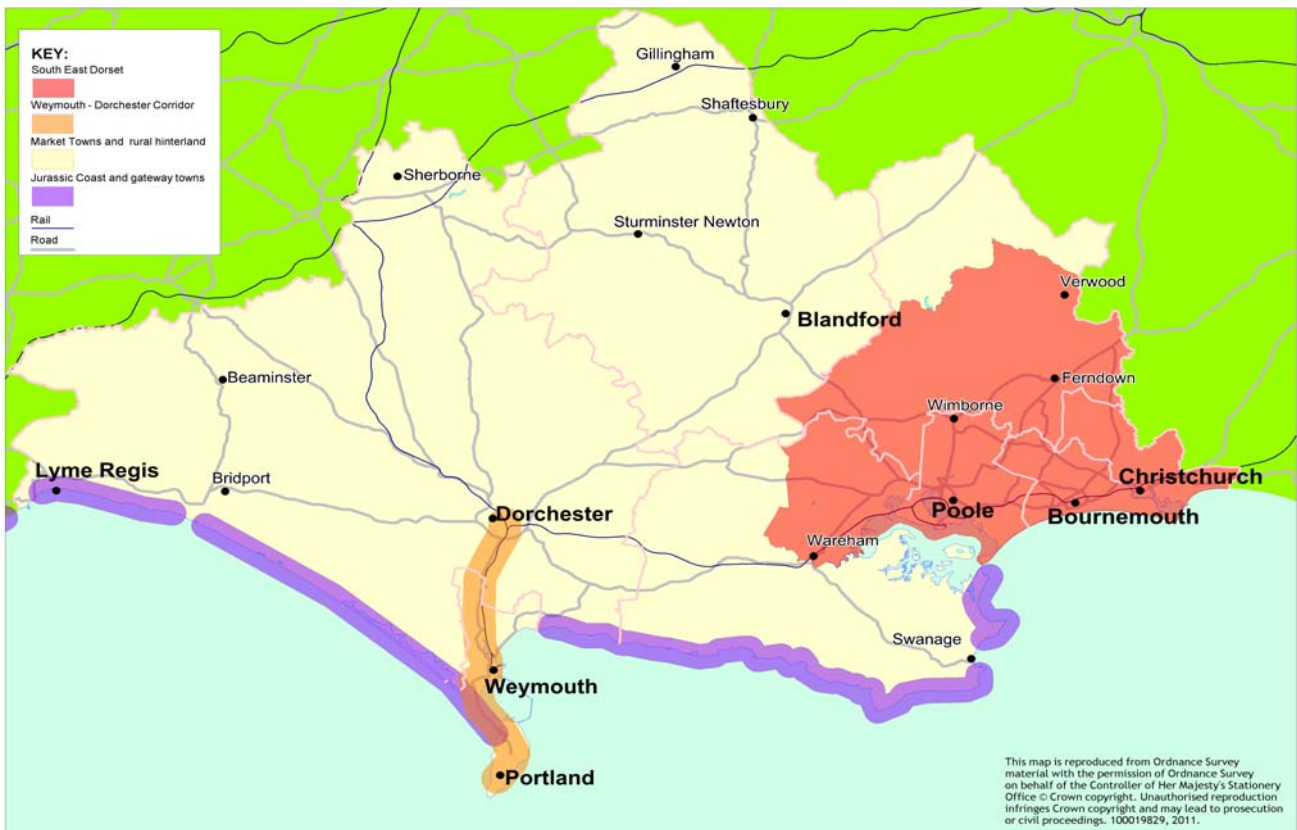 KEY:
South East Dorset
Weymouth - Dorchester Corridor
Market Towns and rural hinterland
Jurassic Coast and gateway towns
Rail
Road
Gillingham
Shaftesbury
Sherborne
Sturminster Newton
Verwood
Blandford
Beaminster
Ferndown
Wimborne
Lyme Regis
Bridport
Christchurch
Dorchester
Poole
Bournemouth
Wareham
Swanage
Weymouth
Portland
This map is reproduced from Ordnance Survey
material with the permission of Ordnance Survey
on behalf of the Controller of Her Majesty's Stationery
Office © Crown copyright. Unauthorised reproduction
infringes Crown copyright and may lead to prosecution
or civil proceedings. 100019829, 2011.